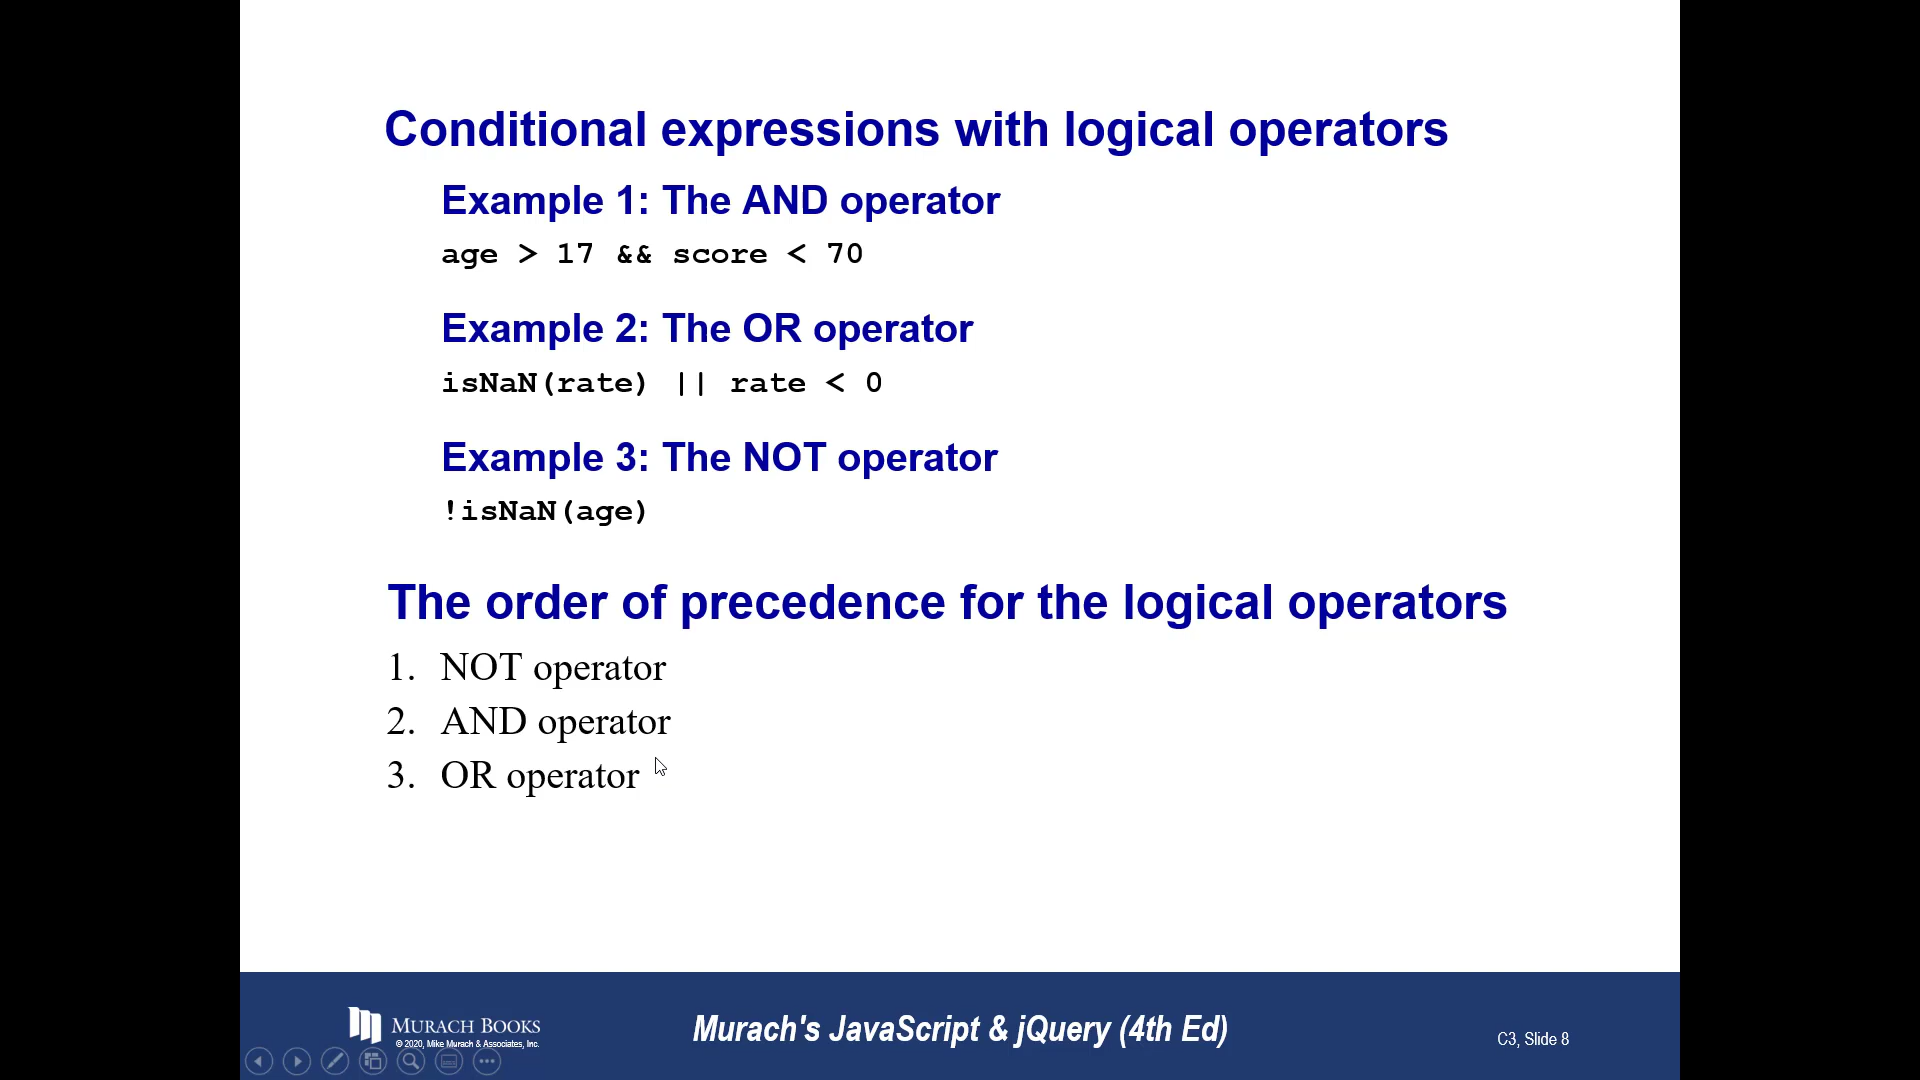 Conditional expressions with logical operators
Example 1: The AND operator
age > 17 && score < 70
Example 2: The OR operator
isNaN(rate) || rate < 0
Example 3: The NOT operator
!isNaN(age)
The order of precedence for the logical operators
1. NOT operator
2. AND operator
3. OR operator
MURACH BOOKS
© 2020, Mike Murach & Associates, Inc.
Murach's JavaScript & jQuery (4th Ed)
C3, Slide 8